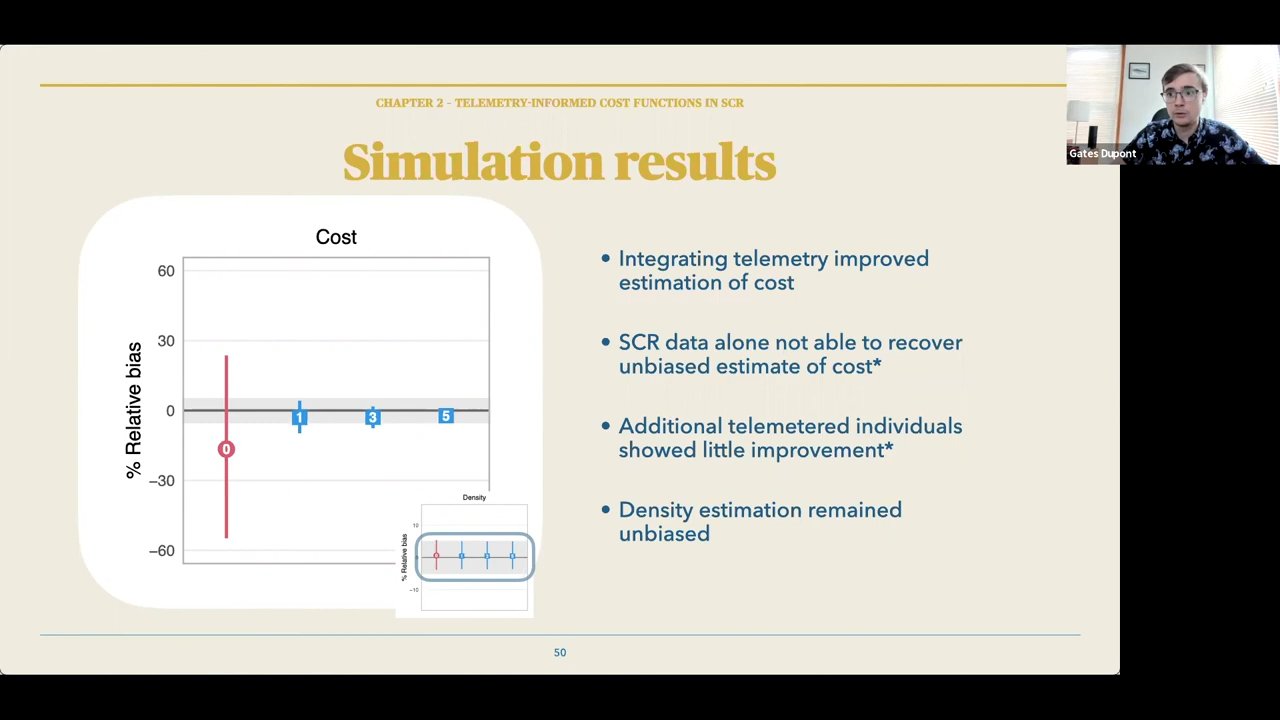 CHAPTER 2 - TELEMETRY-INFORMED COST FUNCTIONS IN SCR
Gates Dupont
Simulation results
Cost
% Relative bias
60
30
0
−30
−60
0
1
3
5
Density
% Relative bias
10
−10
• Integrating telemetry improved
estimation of cost
• SCR data alone not able to recover
unbiased estimate of cost*
• Additional telemetered individuals
showed little improvement*
• Density estimation remained
unbiased
50